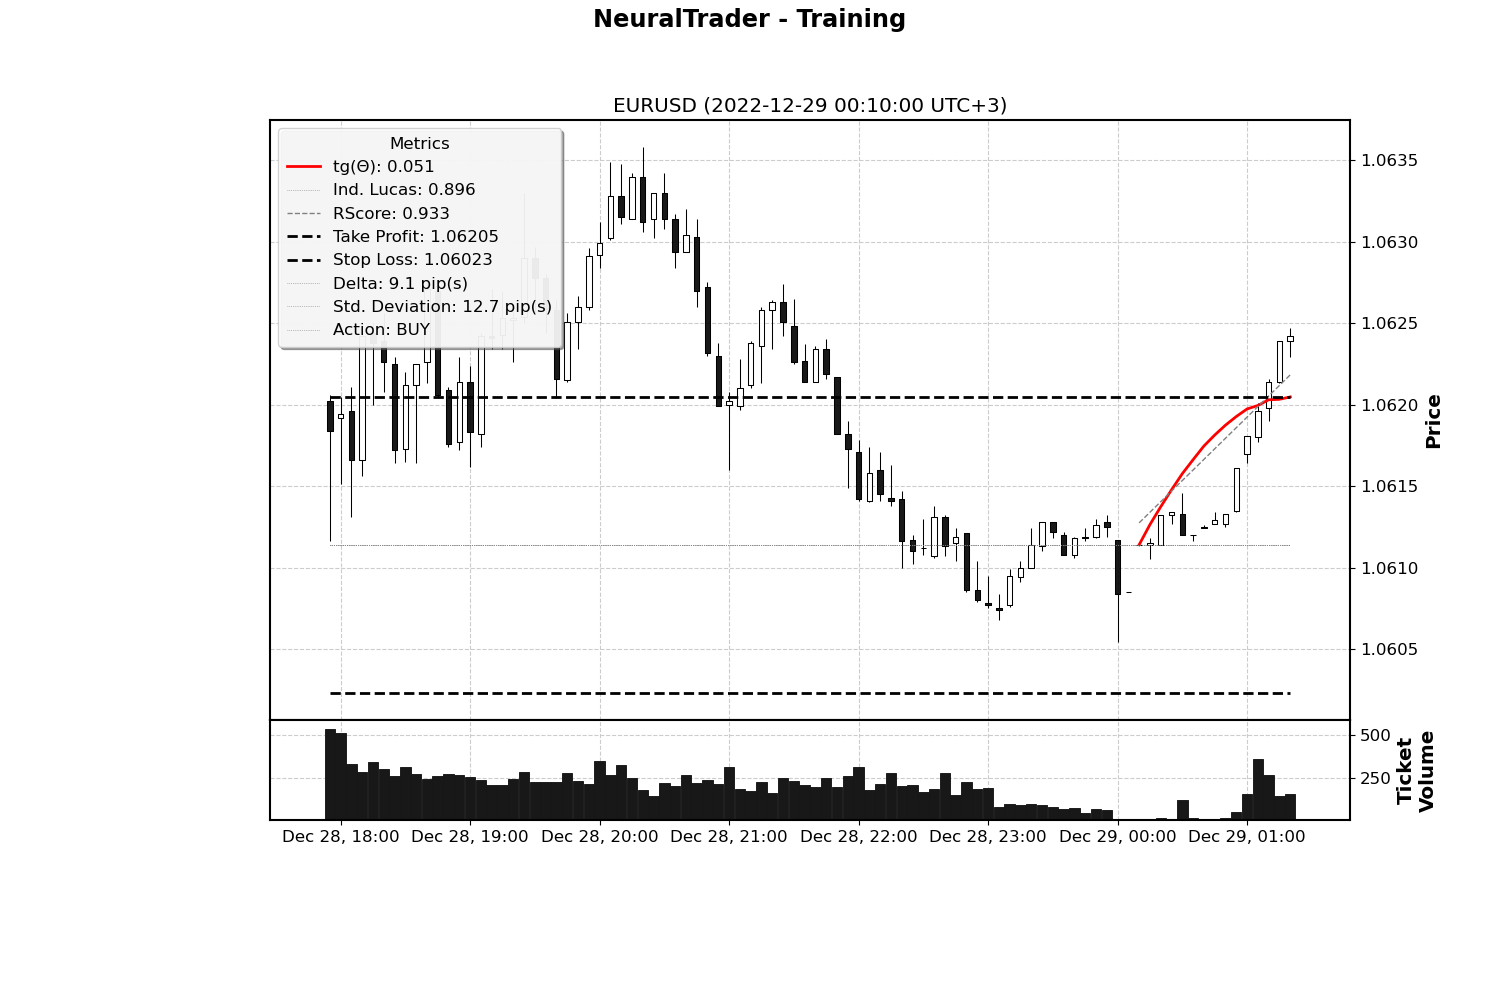 NeuralTrader - Training
EURUSD (2022-12-29 00:10:00 UTC+3)
Metrics
tg(Θ): 0.051
Ind. Lucas: 0.896
RScore: 0.933
Take Profit: 1.06205
Stop Loss: 1.06023
Delta: 9.1 pip(s)
Std. Deviation: 12.7 pip(s)
Action: BUY
1.0635
1.0630
1.0625
1.0620
1.0615
1.0610
1.0605
Price
500
250
Ticket
Volume
Dec 28, 18:00 Dec 28, 19:00 Dec 28, 20:00 Dec 28, 21:00 Dec 28, 22:00 Dec 28, 23:00 Dec 29, 00:00 Dec 29, 01:00